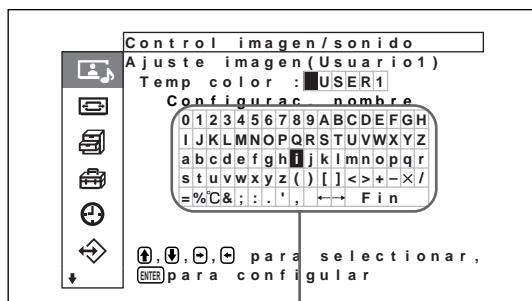 Control imagen/sonido
Ajuste imagen(Usuario1)
Temp color :█USER1
Configurac. nombre
0123456789ABCDEFGH
IJKLMNOPQRSTUVWXYZ
abcdefghijklmnopqr
stuvwxyz()[]<>+−×/
=%℃&;:.', ←→ Fin
↑,↓,→,← para selectionar,
ENTER para configular